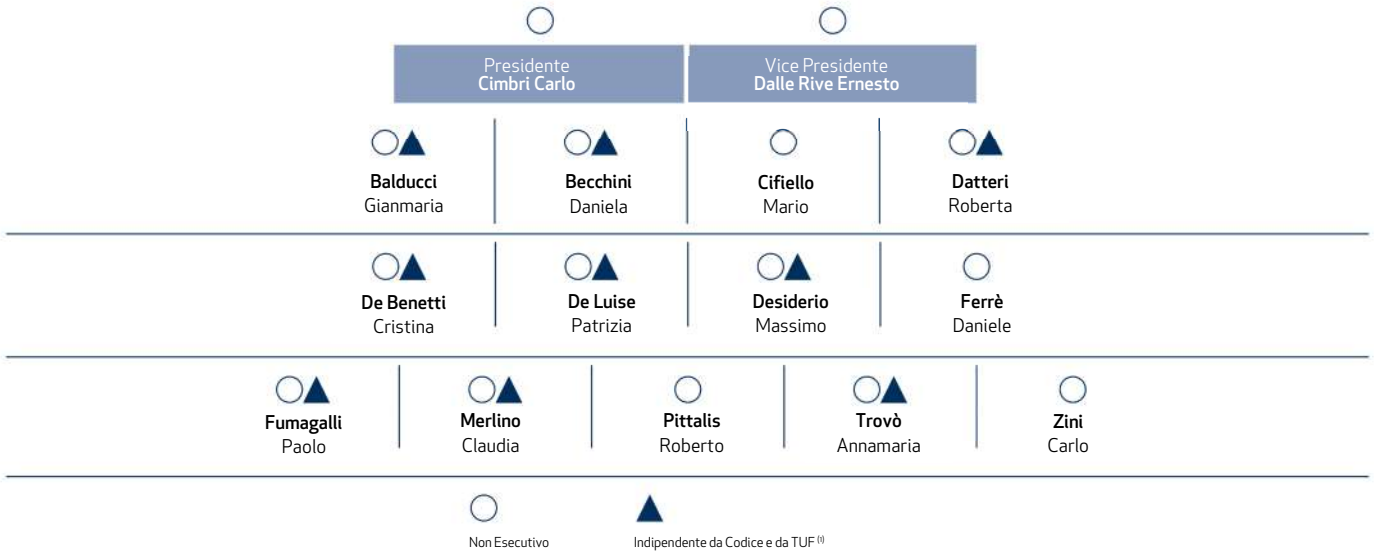 Presidente
Cimbri Carlo
Vice Presidente
Dalle Rive Ernesto
Balducci
Gianmaria
Becchini
Daniela
Cifiello
Mario
Datteri
Roberta
De Benetti
Cristina
De Luise
Patrizia
Desiderio
Massimo
Ferrè
Daniele
Fumagalli
Paolo
Merlino
Claudia
Pittalis
Roberto
Trovò
Annamaria
Zini
Carlo
Non Esecutivo
Indipendente da Codice e da TUF (1)